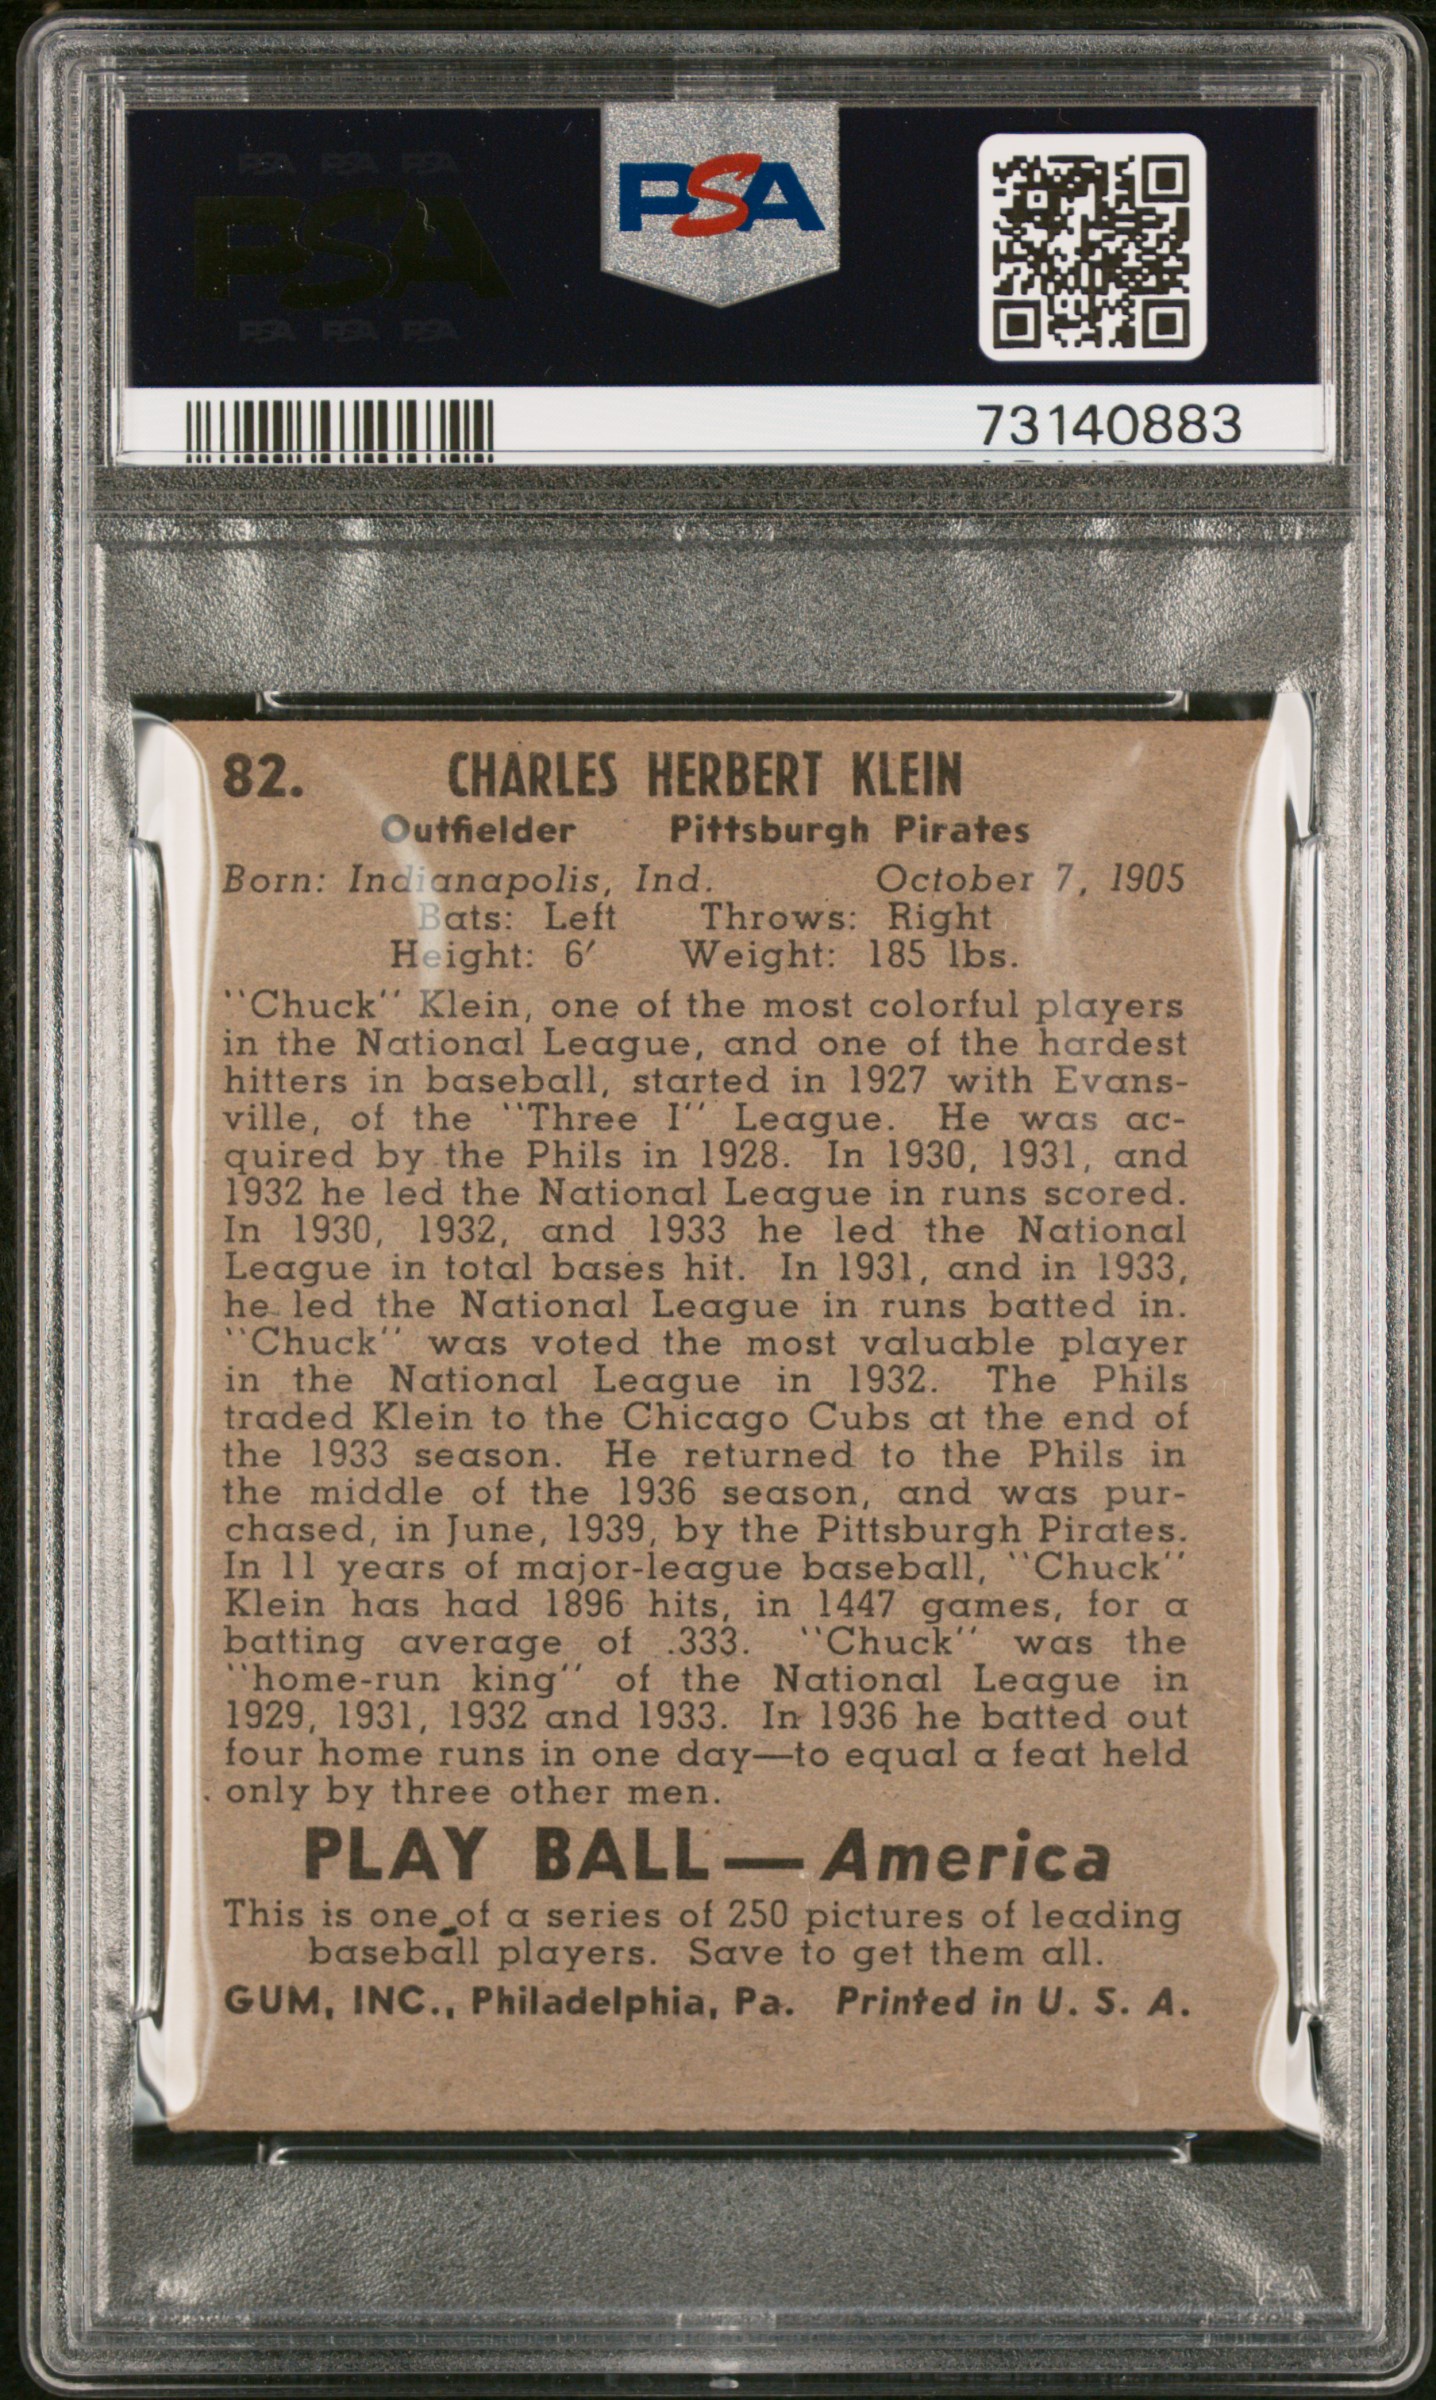 PSA PSA PSA
PSA
PSA PSA PSA
PSA
73140883
82. CHARLES HERBERT KLEIN
Outfielder Pittsburgh Pirates
Born: Indianapolis, Ind. October 7, 1905
Bats: Left Throws: Right
Height: 6′ Weight: 185 lbs.
"Chuck" Klein, one of the most colorful players
in the National League, and one of the hardest
hitters in baseball, started in 1927 with Evans-
ville, of the "Three I" League. He was ac-
quired by the Phils in 1928. In 1930, 1931, and
1932 he led the National League in runs scored.
In 1930, 1932, and 1933 he led the National
League in total bases hit. In 1931, and in 1933,
he led the National League in runs batted in.
"Chuck" was voted the most valuable player
in the National League in 1932. The Phils
traded Klein to the Chicago Cubs at the end of
the 1933 season. He returned to the Phils in
the middle of the 1936 season, and was pur-
chased, in June, 1939, by the Pittsburgh Pirates.
In 11 years of major-league baseball, "Chuck"
Klein has had 1896 hits, in 1447 games, for a
batting average of .333. "Chuck" was the
"home-run king" of the National League in
1929, 1931, 1932 and 1933. In 1936 he batted out
four home runs in one day—to equal a feat held
only by three other men.
PLAY BALL — America
This is one of a series of 250 pictures of leading
baseball players. Save to get them all.
GUM, INC., Philadelphia, Pa. Printed in U. S. A.
PSA